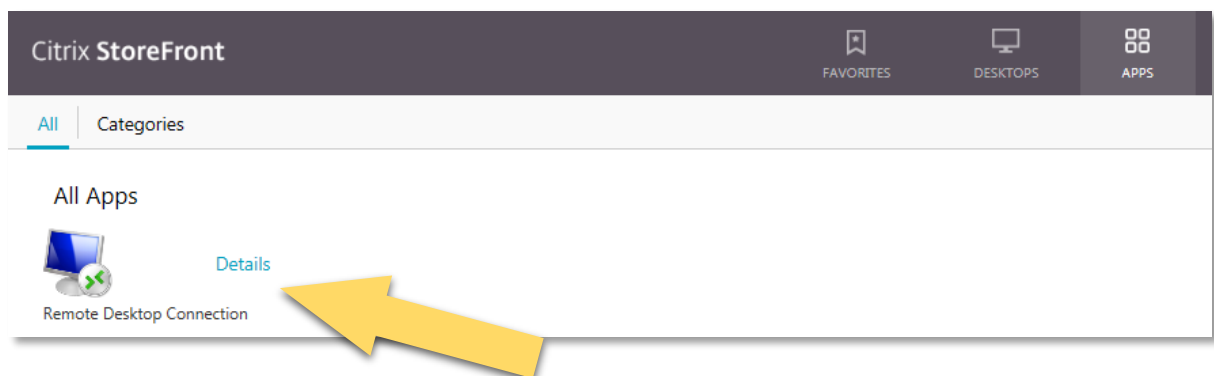 Citrix StoreFront
FAVORITES
DESKTOPS
APPS
All
Categories
All Apps
Details
Remote Desktop Connection